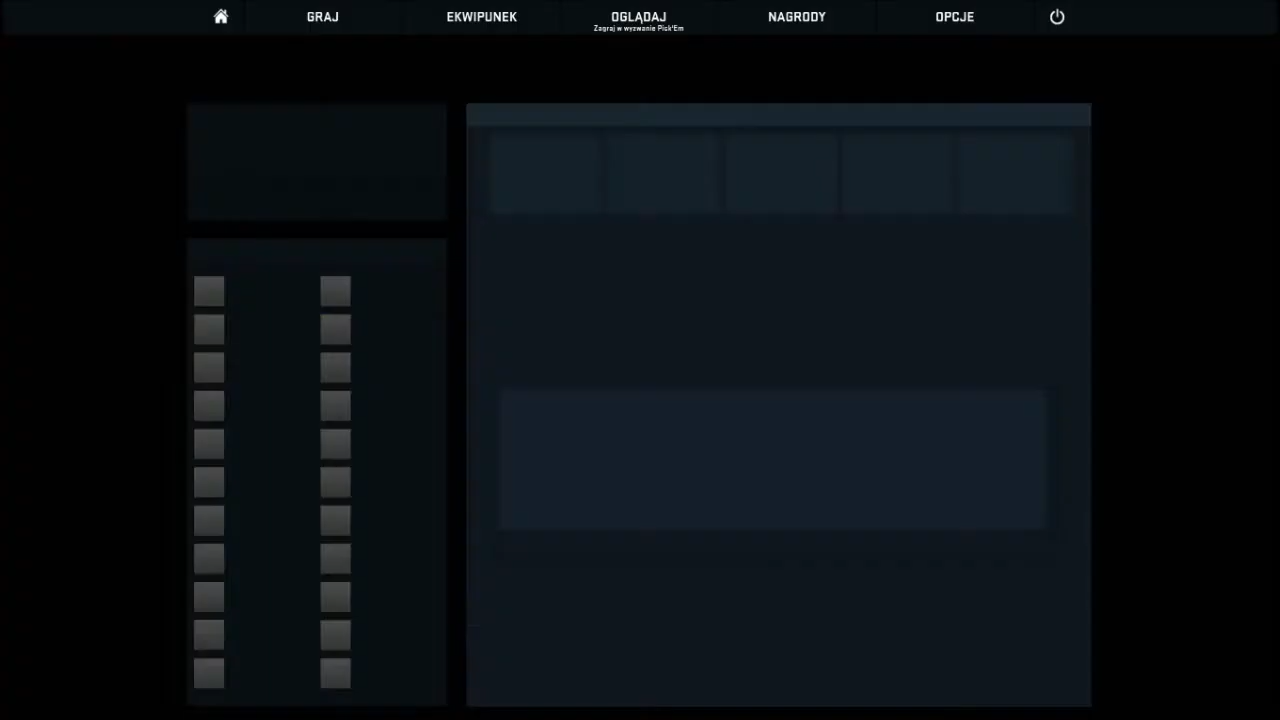 GRAJ
EKWIPUNEK
OGLĄDAJ
Zagraj w wyzwanie Pick'Em
NAGRODY
OPCJE